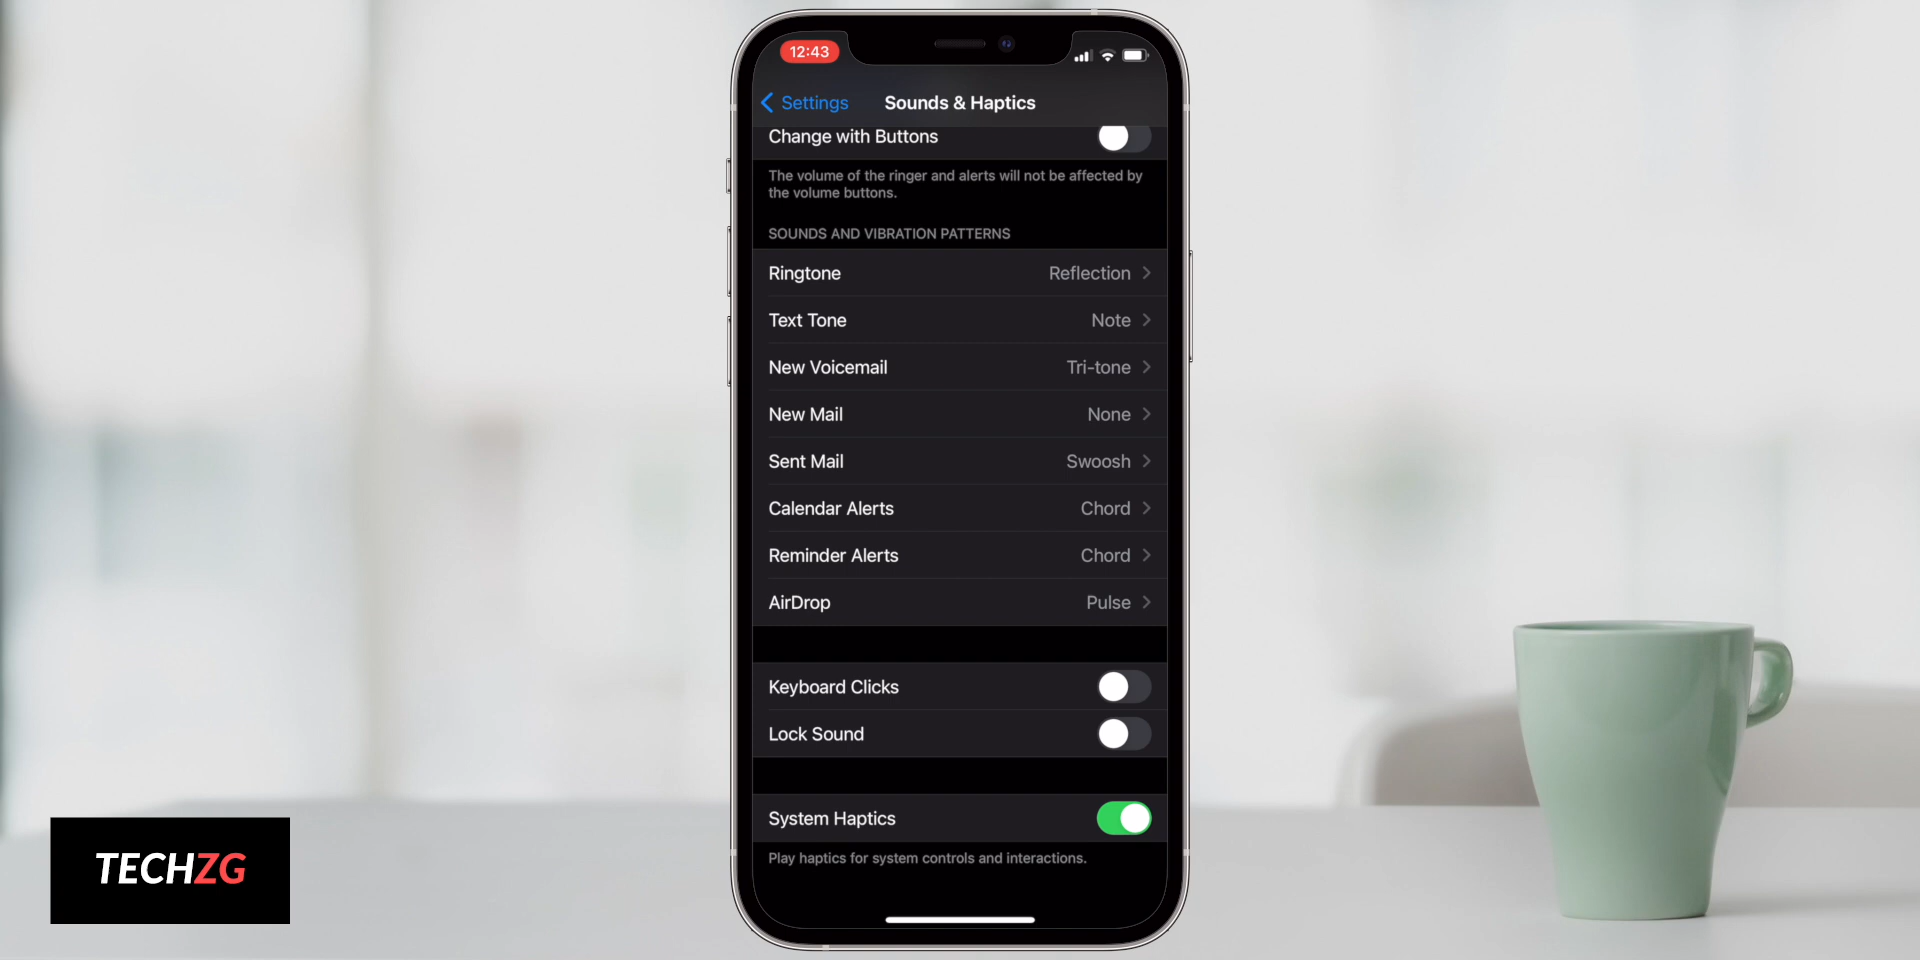 12:43
Settings
Sounds & Haptics
Change with Buttons
The volume of the ringer and alerts will not be affected by
the volume buttons.
SOUNDS AND VIBRATION PATTERNS
Ringtone Reflection
Text Tone Note
New Voicemail Tri-tone
New Mail None
Sent Mail Swoosh
Calendar Alerts Chord
Reminder Alerts Chord
AirDrop Pulse
Keyboard Clicks
Lock Sound
System Haptics
Play haptics for system controls and interactions.
TECHZG